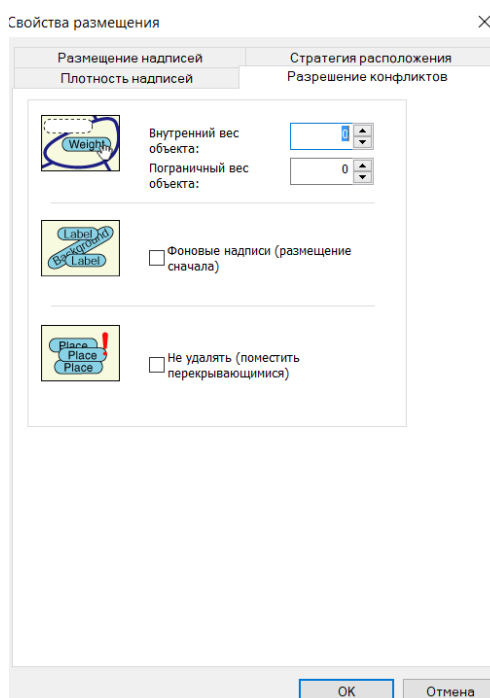 Свойства размещения
Размещение надписей
Стратегия расположения
Плотность надписей
Разрешение конфликтов
Weight
Внутренний вес
объекта:
0
Пограничный вес
объекта:
0
Label
Background
Label
Фоновые надписи (размещение
сначала)
Place
Place
Place
!
Не удалять (поместить
перекрывающимися)
OK
Отмена